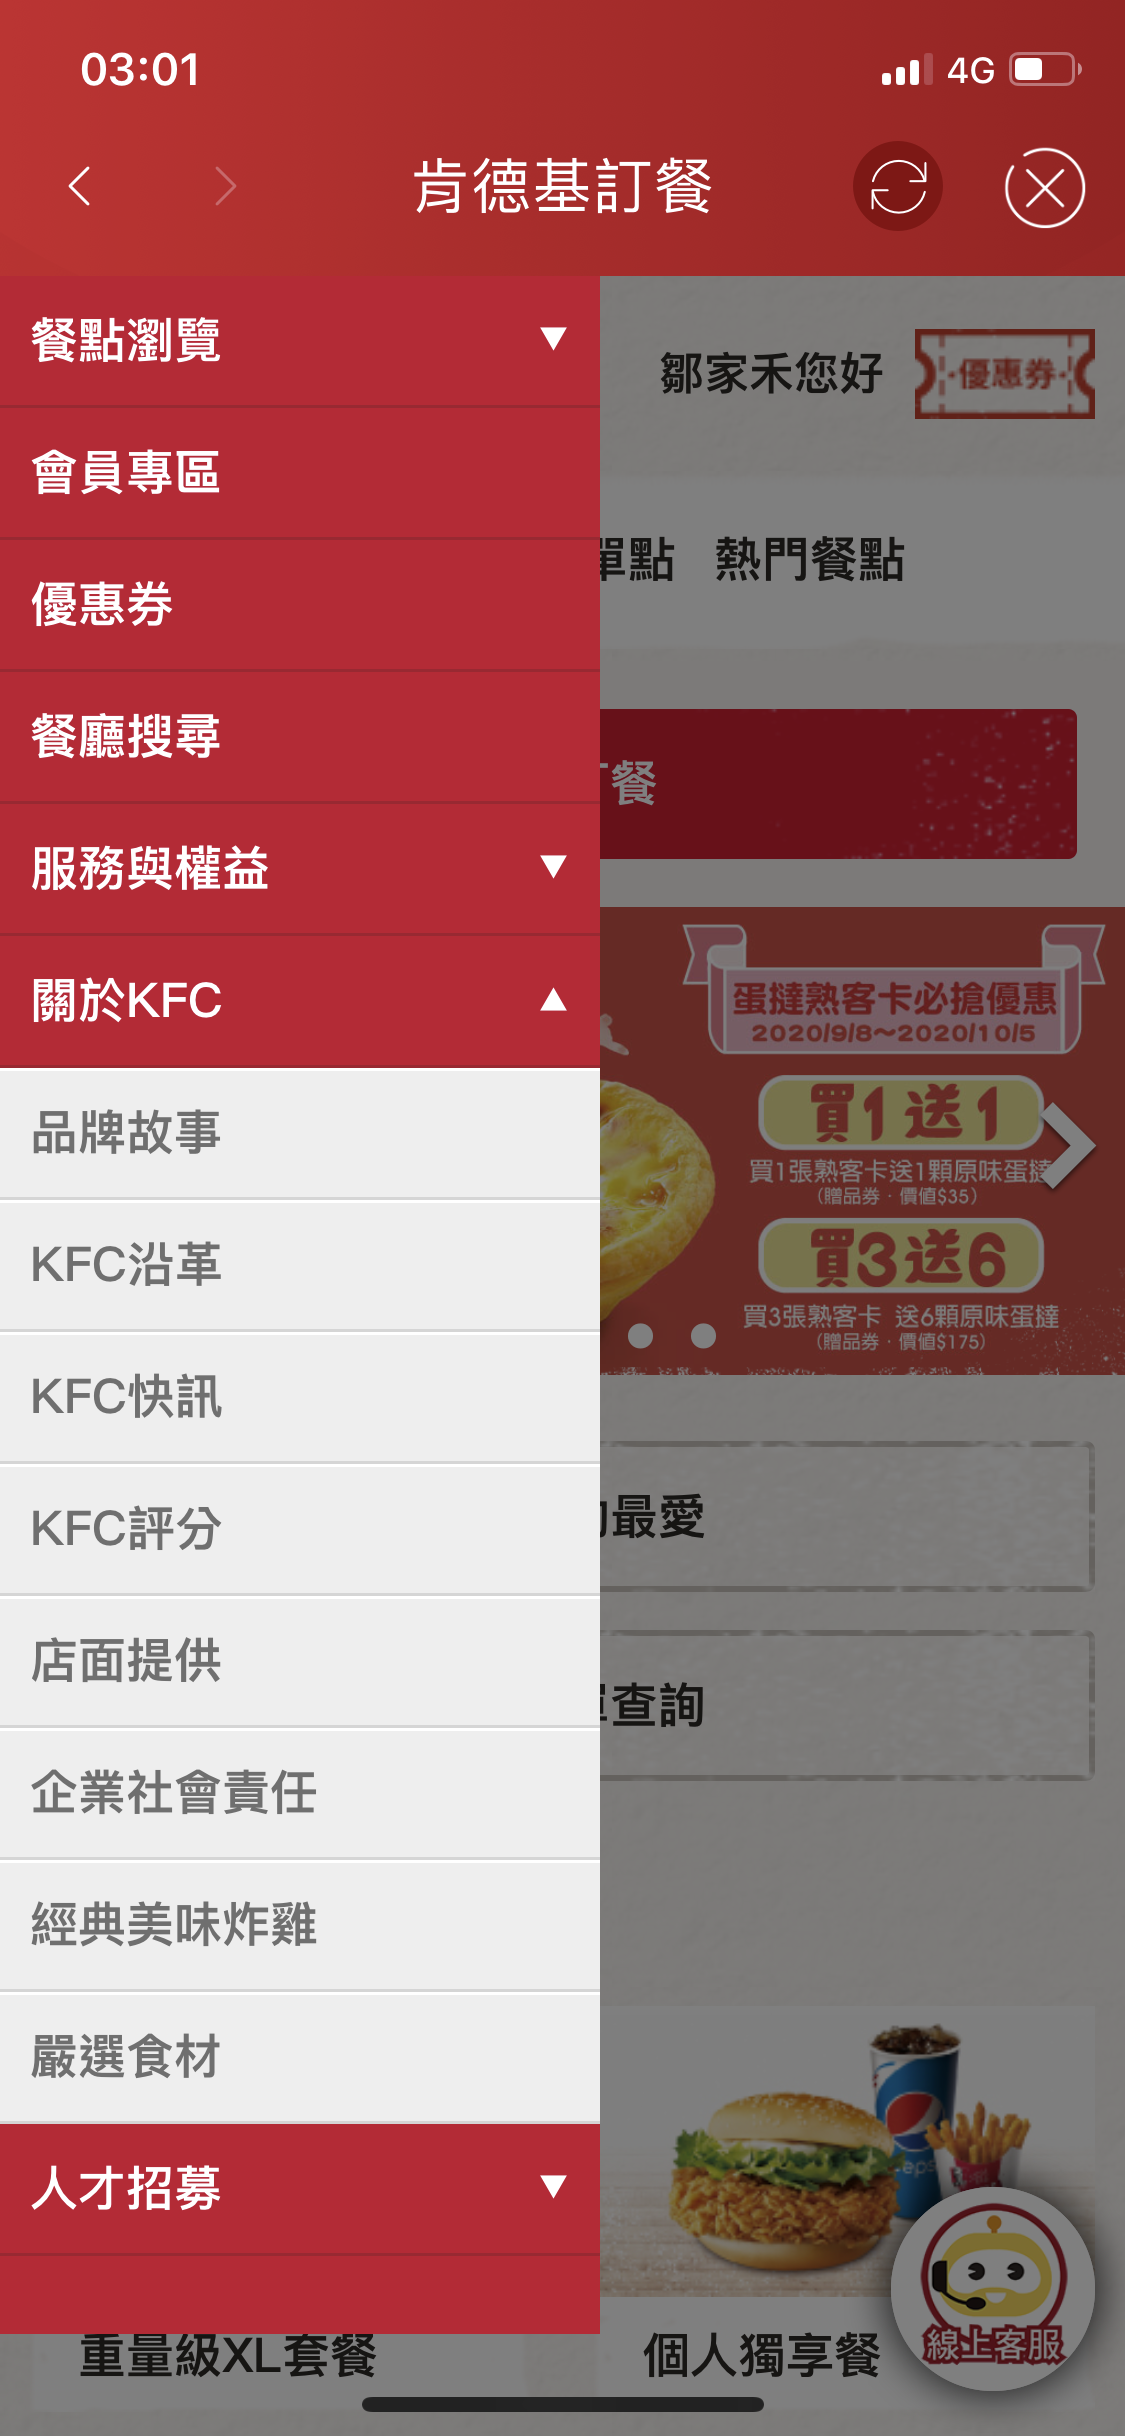 03:01
4G
肯德基訂餐
餐點瀏覽
鄒家禾您好
優惠券
會員專區
單點 熱門餐點
優惠券
餐廳搜尋
訂餐
服務與權益
關於KFC
蛋撻熟客卡必搶優惠
2020/9/8~2020/10/5
買1送1
買1張熟客卡送1顆原味蛋撻
(贈品券·價值$35)
買3送6
買3張熟客卡 送6顆原味蛋撻
(贈品券·價值$175)
品牌故事
KFC沿革
KFC快訊
KFC評分
最愛
店面提供
查詢
企業社會責任
經典美味炸雞
嚴選食材
人才招募
重量級XL套餐
個人獨享餐
線上客服